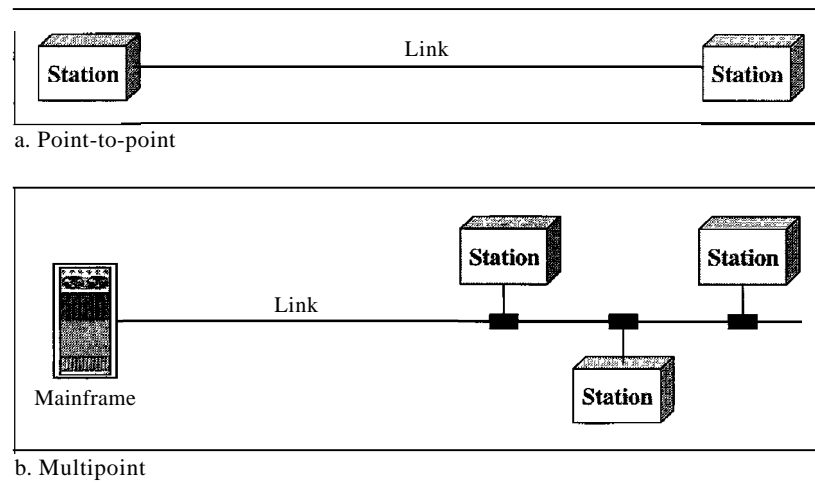 Link
Station
Station
a. Point-to-point
Station
Station
Link
Station
Mainframe
b. Multipoint